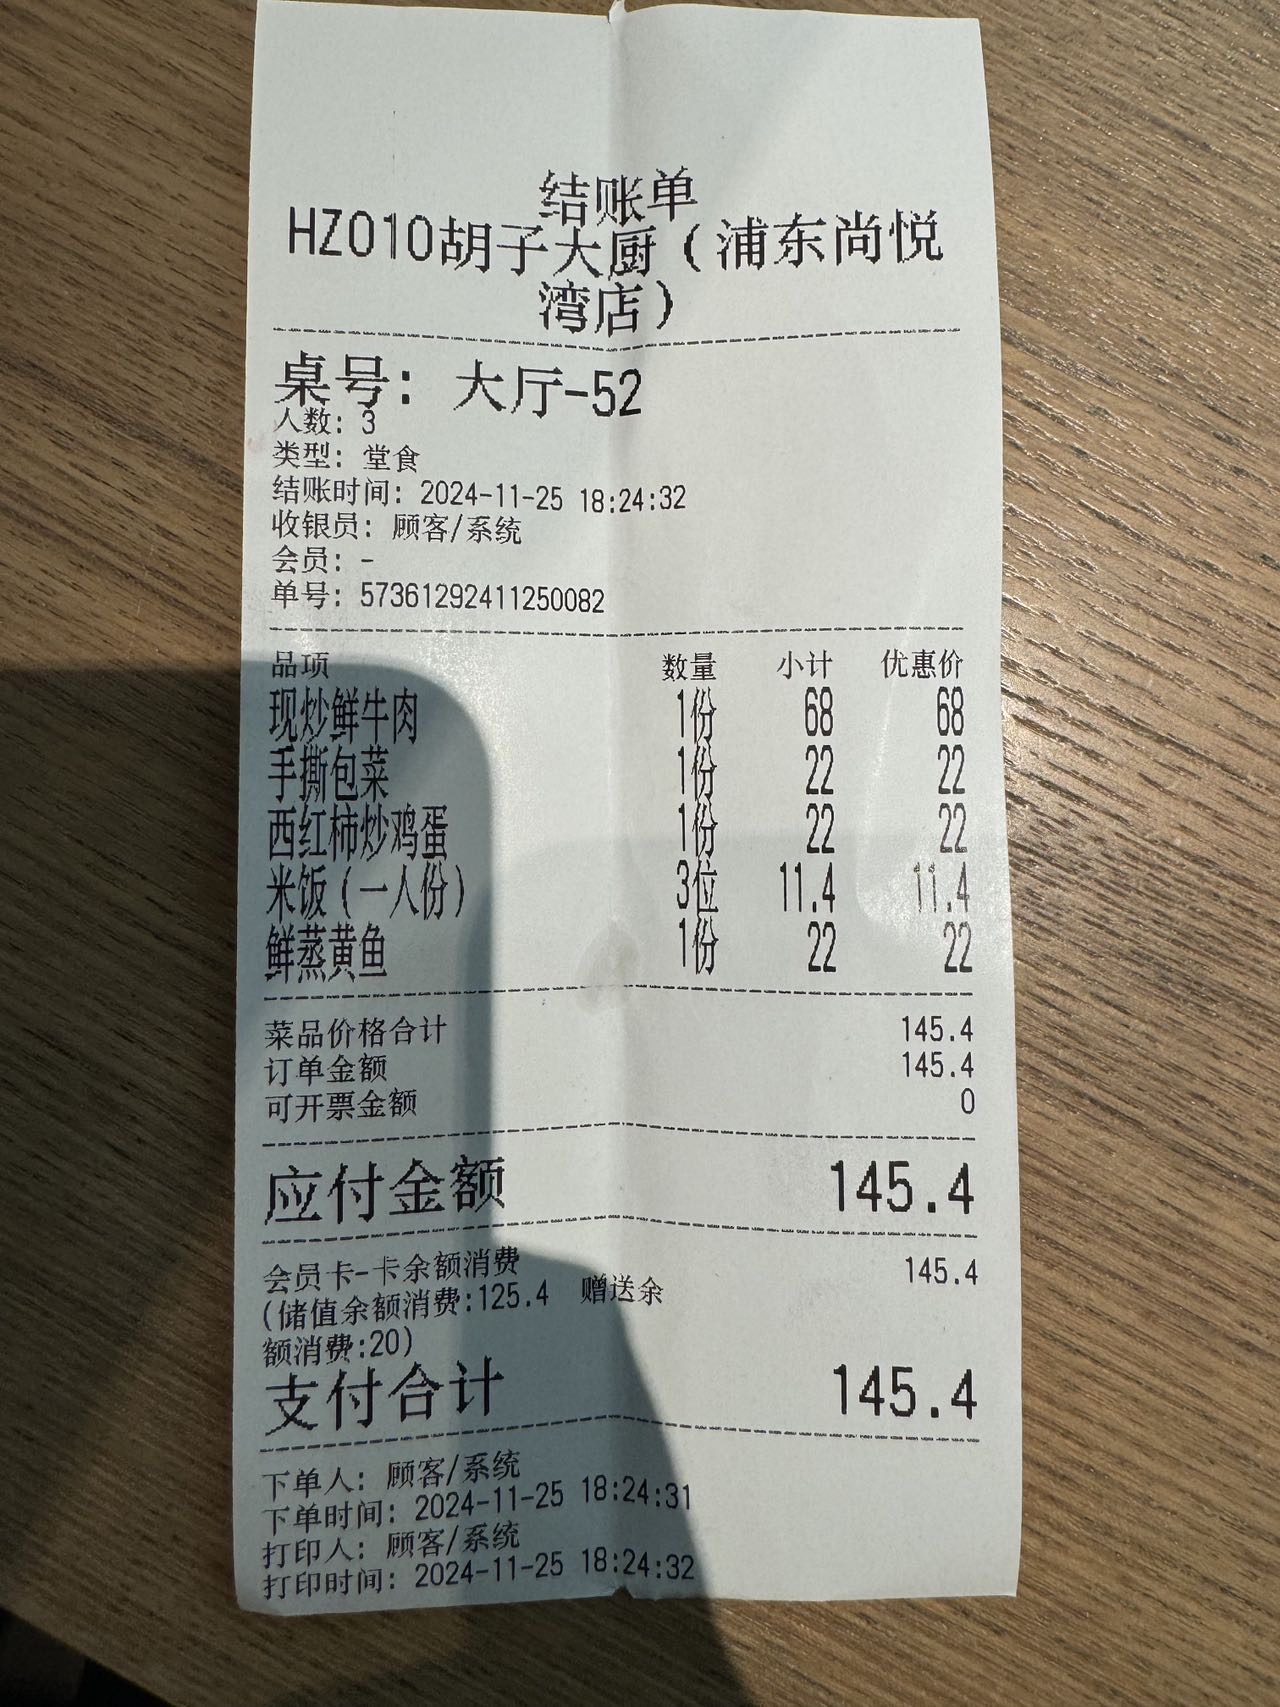 结账单
HZ010胡子大厨（浦东尚悦
湾店）
桌号：大厅-52
人数：3
类型：堂食
结账时间：2024-11-25 18:24:32
收银员：顾客/系统
会员：-
单号：57361292411250082
品项 数量 小计 优惠价
现炒鲜牛肉 1份 68 68
手撕包菜 1份 22 22
西红柿炒鸡蛋 1份 22 22
米饭（一人份） 3位 11.4 11.4
鲜蒸黄鱼 1份 22 22
菜品价格合计 145.4
订单金额 145.4
可开票金额 0
应付金额 145.4
会员卡-卡余额消费 145.4
(储值余额消费:125.4 赠送余
额消费:20)
支付合计 145.4
下单人：顾客/系统
下单时间：2024-11-25 18:24:31
打印人：顾客/系统
打印时间：2024-11-25 18:24:32